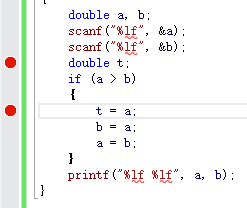 {
double a, b;
scanf("%lf", &a);
scanf("%lf", &b);
double t;
if (a > b)
{
t = a;
b = a;
a = b;
}
printf("%lf %lf", a, b);
}